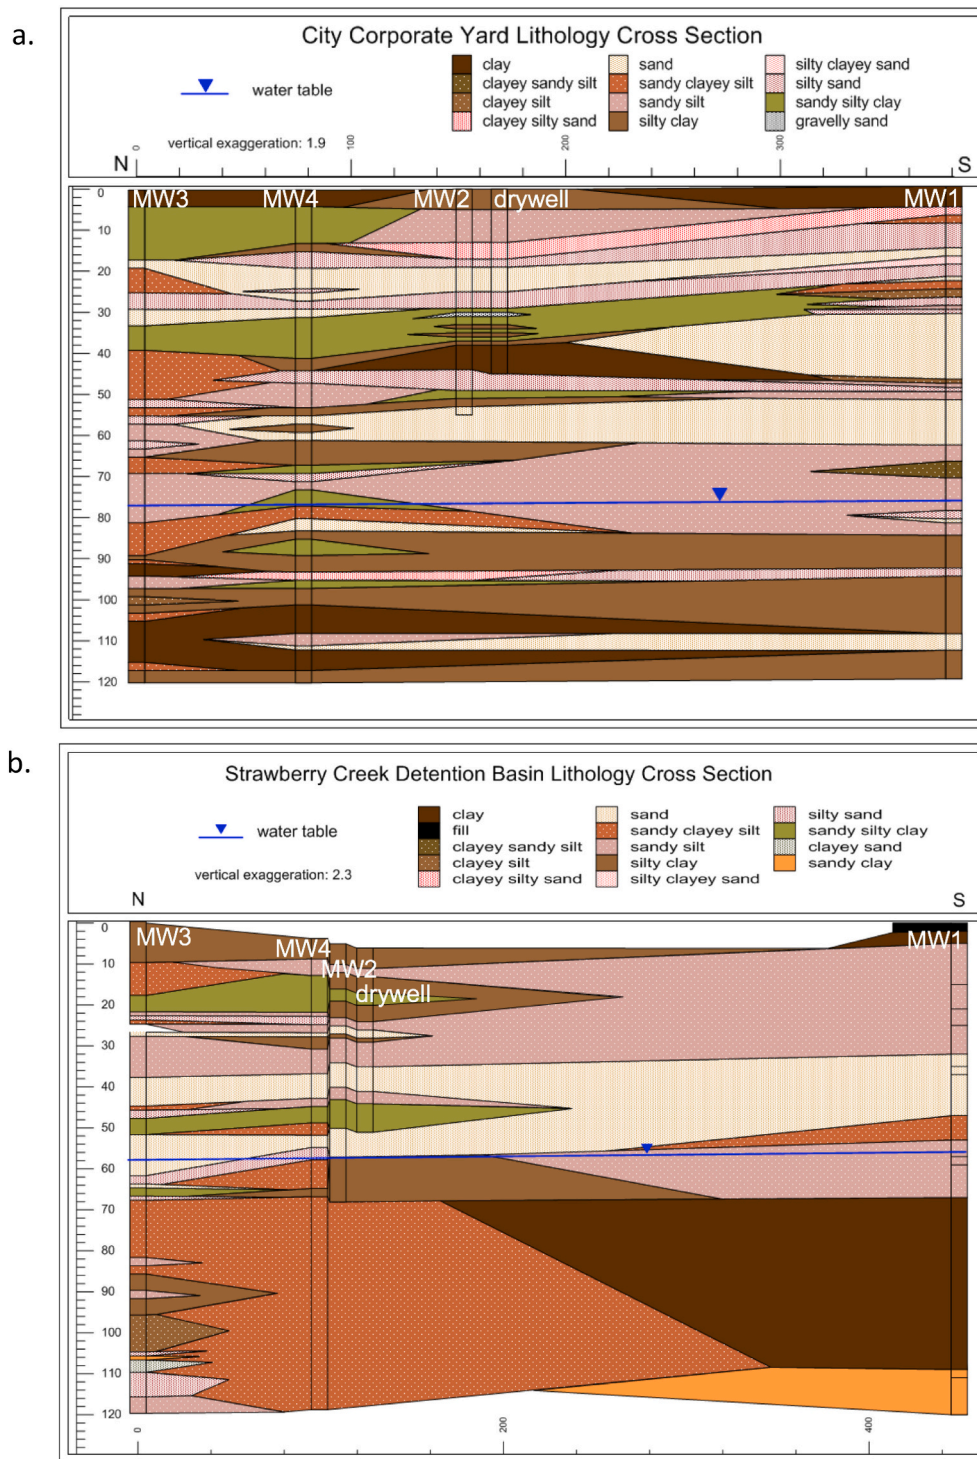 a.
City Corporate Yard Lithology Cross Section
water table
vertical exaggeration: 1.9
clay
clayey sandy silt
clayey silt
clayey silty sand
sand
sandy clayey silt
sandy silt
silty clay
silty clayey sand
silty sand
sandy silty clay
gravelly sand
N 0 100 200 300 S
MW3 MW4 MW2 drywell MW1
0
10
20
30
40
50
60
70
80
90
100
110
120
b.
Strawberry Creek Detention Basin Lithology Cross Section
water table
vertical exaggeration: 2.3
clay
fill
clayey sandy silt
clayey silt
clayey silty sand
sand
sandy clayey silt
sandy silt
silty clay
silty clayey sand
silty sand
sandy silty clay
clayey sand
sandy clay
N S
MW3 MW4 MW2 drywell MW1
0
10
20
30
40
50
60
70
80
90
100
110
120
0 200 400